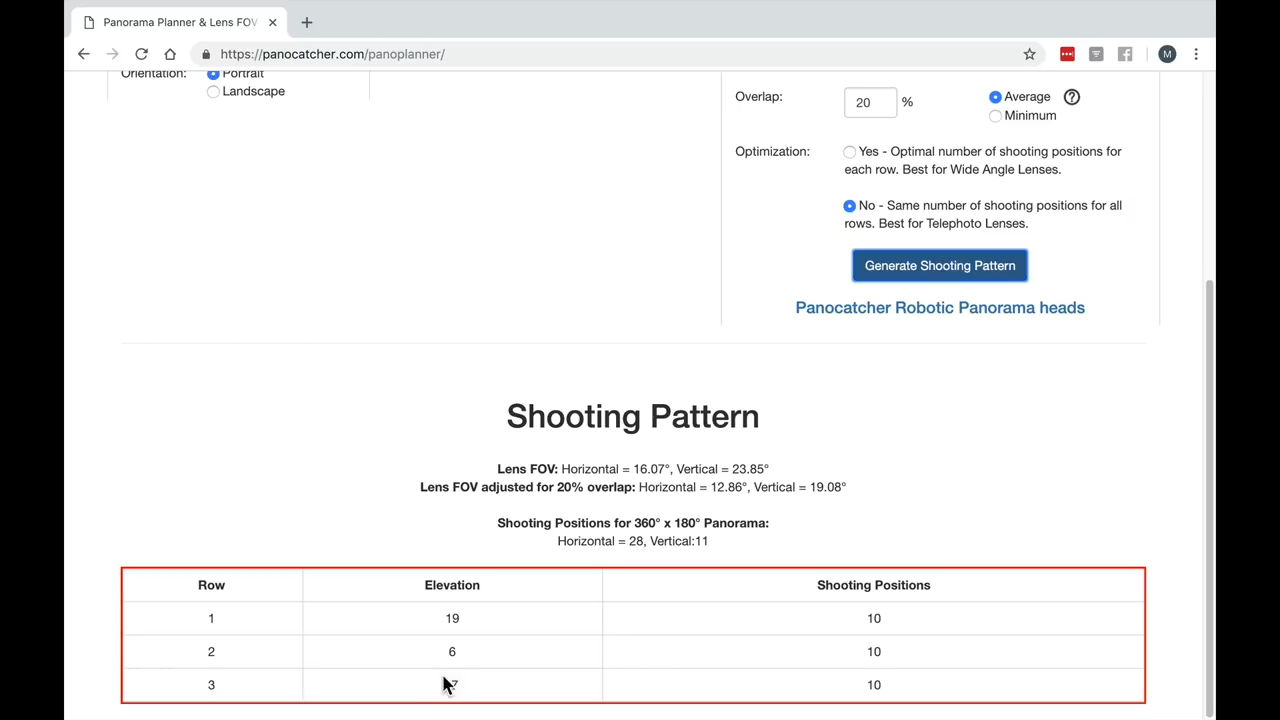 Panorama Planner & Lens FOV
https://panocatcher.com/panoplanner/
M
Orientation: Portrait
Landscape
Overlap: 20 % Average
Minimum
Optimization: Yes - Optimal number of shooting positions for
each row. Best for Wide Angle Lenses.
No - Same number of shooting positions for all
rows. Best for Telephoto Lenses.
Generate Shooting Pattern
Panocatcher Robotic Panorama heads
Shooting Pattern
Lens FOV: Horizontal = 16.07°, Vertical = 23.85°
Lens FOV adjusted for 20% overlap: Horizontal = 12.86°, Vertical = 19.08°
Shooting Positions for 360° x 180° Panorama:
Horizontal = 28, Vertical:11
Row Elevation Shooting Positions
1 19 10
2 6 10
3 10